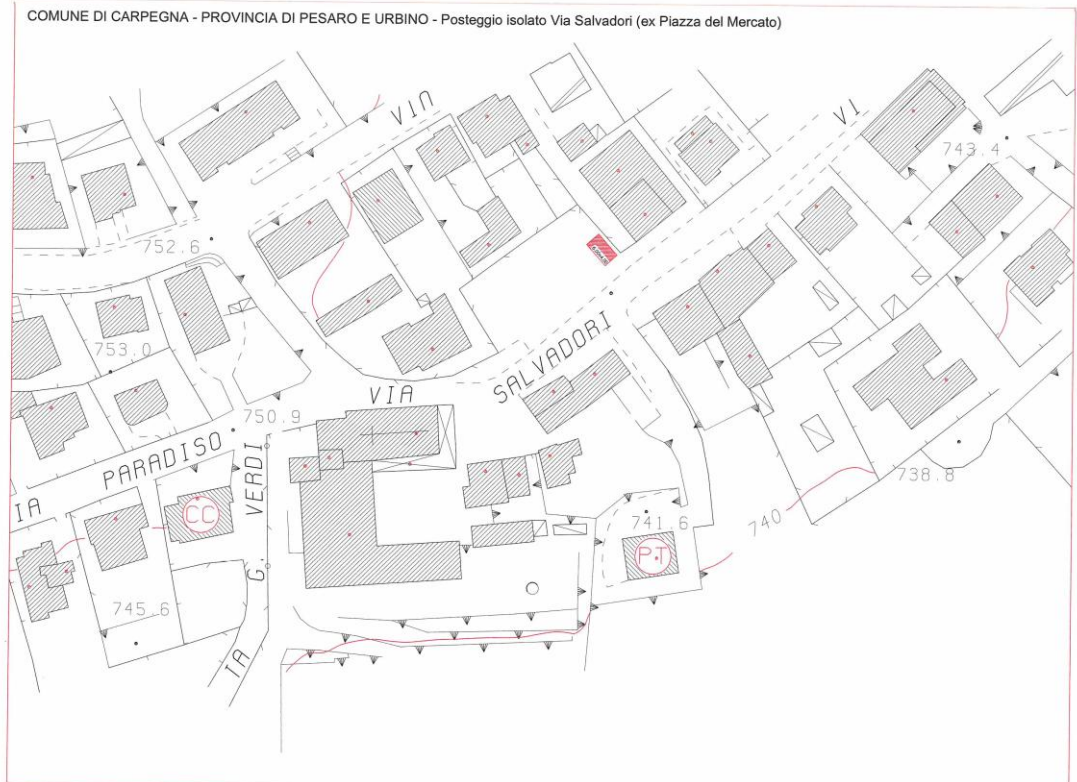 COMUNE DI CARPEGNA - PROVINCIA DI PESARO E URBINO - Posteggio isolato Via Salvadori (ex Piazza del Mercato)
VIA
VI
743.4
752.6
753.0
VIA
SALVADORI
750.9
PARADISO
VERDI
G.
IA
CC
738.8
740
741.6
P.T
745.6
IA